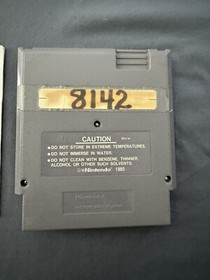 8142
CAUTION
●DO NOT STORE IN EXTREME TEMPERATURES.
●DO NOT IMMERSE IN WATER.
●DO NOT CLEAN WITH BENZENE, THINNER,
ALCOHOL OR OTHER SUCH SOLVENTS.
©Nintendo 1985